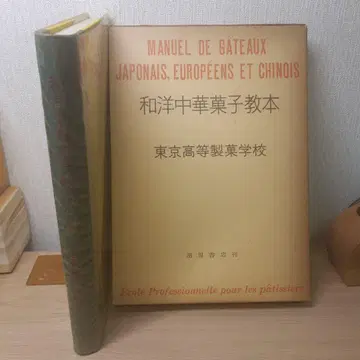 MANUEL DE GATEAUX
JAPONAIS, EUROPÉENS ET CHINOIS
和洋中華菓子教本
東京高等製菓学校
Ecole Professionnelle pour les pâtissiers